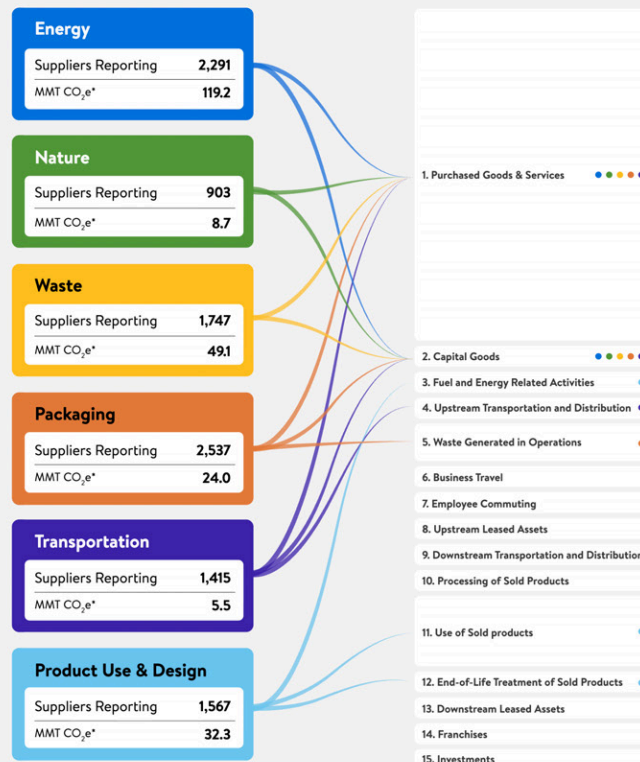 Energy
Suppliers Reporting 2,291
MMT CO₂e* 119.2
Nature
Suppliers Reporting 903
MMT CO₂e* 8.7
Waste
Suppliers Reporting 1,747
MMT CO₂e* 49.1
Packaging
Suppliers Reporting 2,537
MMT CO₂e* 24.0
Transportation
Suppliers Reporting 1,415
MMT CO₂e* 5.5
Product Use & Design
Suppliers Reporting 1,567
MMT CO₂e* 32.3
1. Purchased Goods & Services
2. Capital Goods
3. Fuel and Energy Related Activities
4. Upstream Transportation and Distribution
5. Waste Generated in Operations
6. Business Travel
7. Employee Commuting
8. Upstream Leased Assets
9. Downstream Transportation and Distribution
10. Processing of Sold Products
11. Use of Sold products
12. End-of-Life Treatment of Sold Products
13. Downstream Leased Assets
14. Franchises
15. Investments